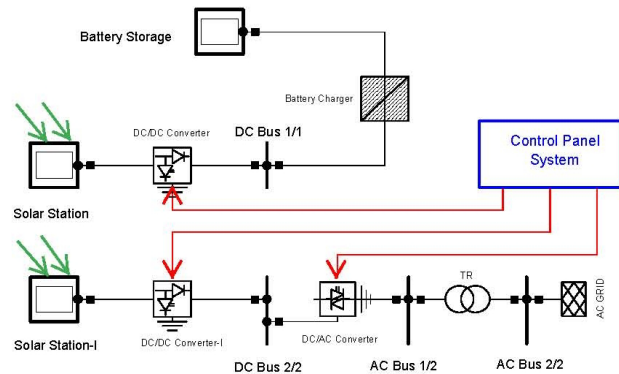 Battery Storage
Battery Charger
DC/DC Converter
DC Bus 1/1
Control Panel
System
Solar Station
TR
AC GRID
Solar Station-I
DC/DC Converter-I
DC Bus 2/2
DC/AC Converter
AC Bus 1/2
AC Bus 2/2